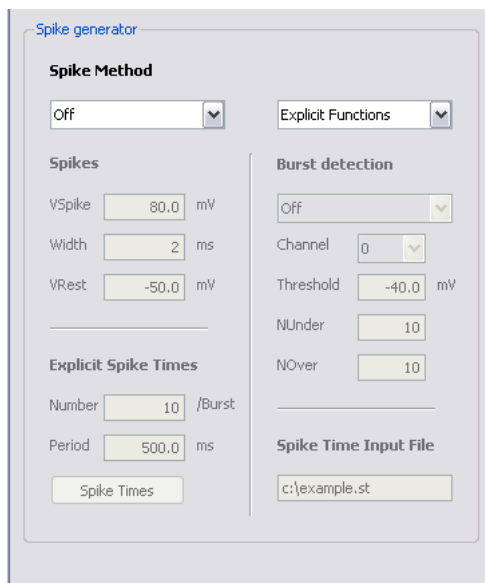 Spike generator
Spike Method
Off
Explicit Functions
Spikes
VSpike 80.0 mV
Width 2 ms
VRest -50.0 mV
Explicit Spike Times
Number 10 /Burst
Period 500.0 ms
Spike Times
Burst detection
Off
Channel 0
Threshold -40.0 mV
NUnder 10
NOver 10
Spike Time Input File
c:\example.st